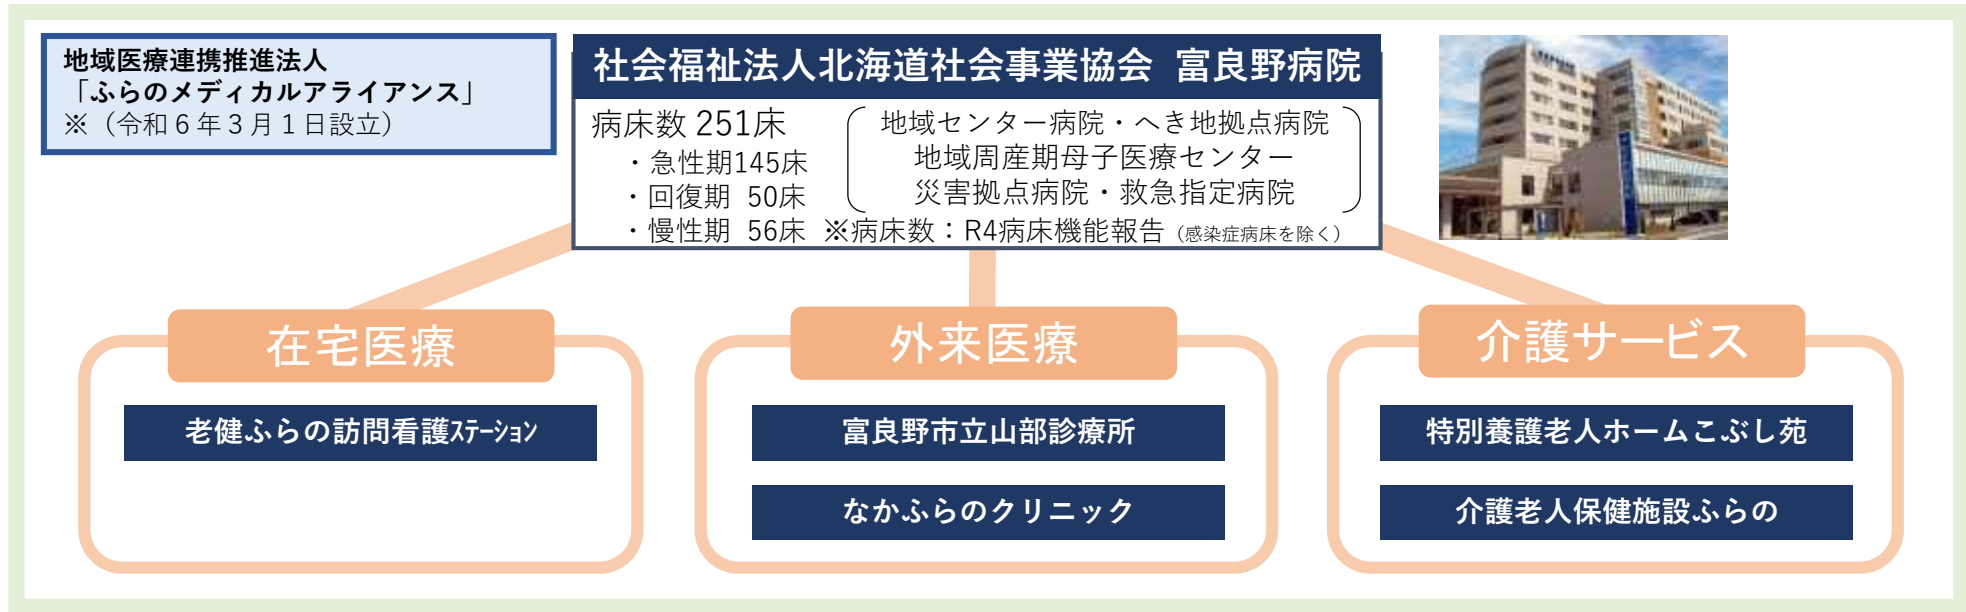 地域医療連携推進法人
「ふらのメディカルアライアンス」
※（令和６年３月１日設立）
社会福祉法人北海道社会事業協会 富良野病院
病床数 251床
・急性期145床
・回復期 50床
・慢性期 56床 ※病床数：R4病床機能報告（感染症病床を除く）
地域センター病院・へき地拠点病院
地域周産期母子医療センター
災害拠点病院・救急指定病院
在宅医療
老健ふらの訪問看護ｽﾃｰｼｮﾝ
外来医療
富良野市立山部診療所
なかふらのクリニック
介護サービス
特別養護老人ホームこぶし苑
介護老人保健施設ふらの